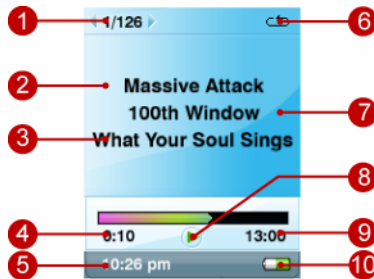 1 1/126 6
2 Massive Attack
100th Window 7
3 What Your Soul Sings
8
4 0:10 13:00 9
5 10:26 pm 10